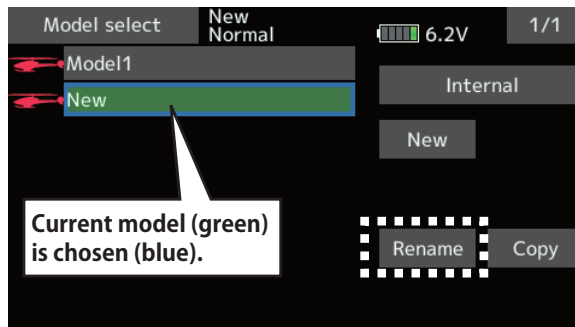 Model select
New
Normal
6.2V
1/1
Model1
Internal
New
New
Current model (green)
is chosen (blue).
Rename
Copy